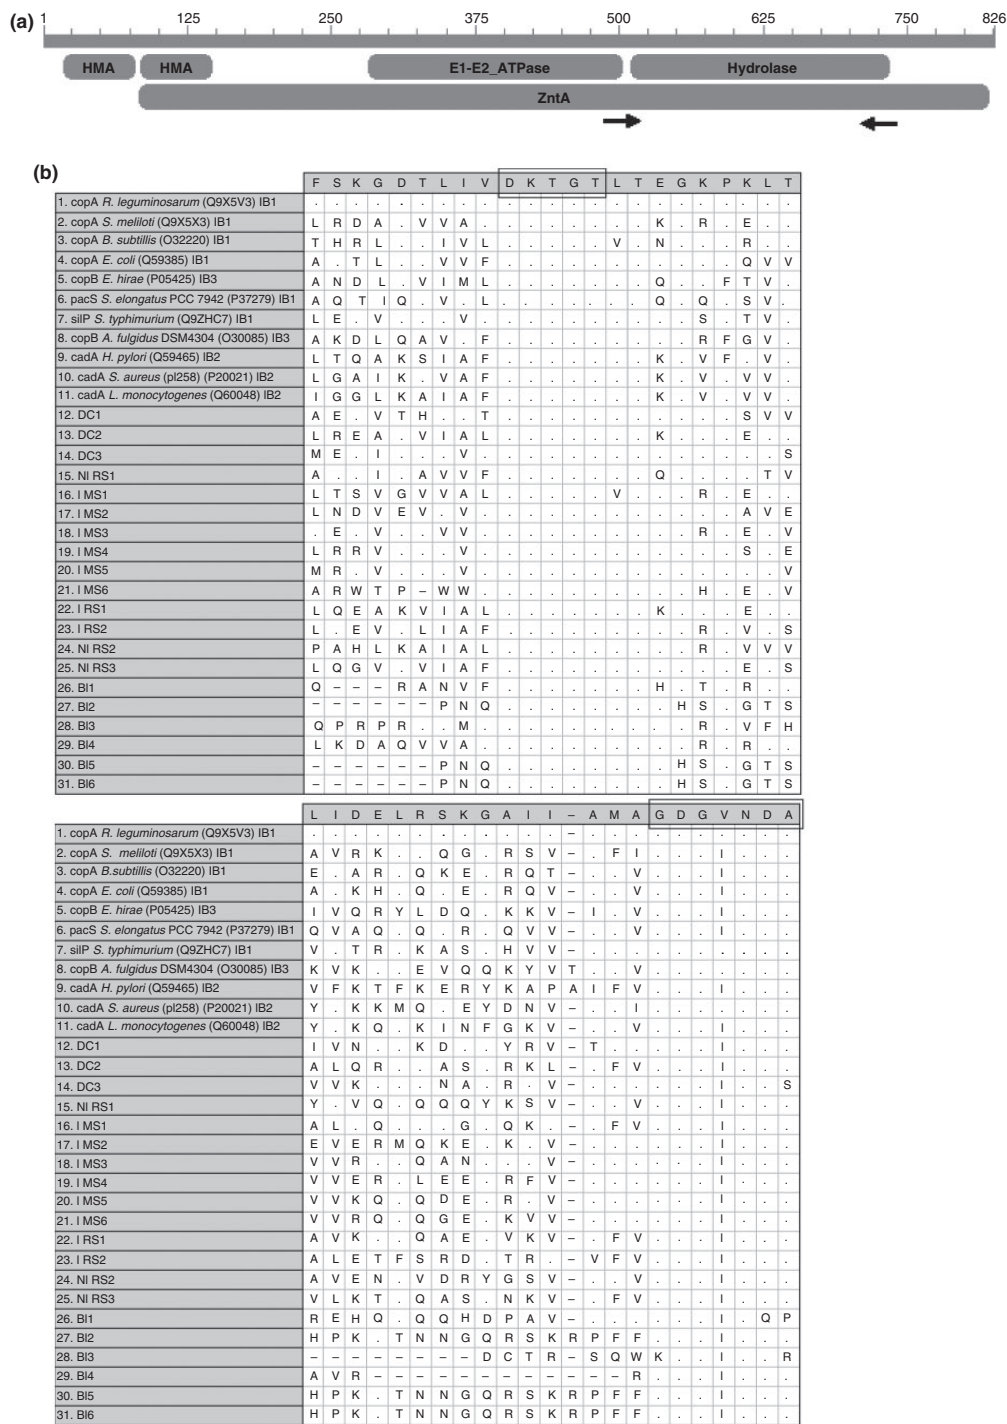 (a)
1 125 250 375 500 625 750 826
HMA HMA E1-E2_ATPase Hydrolase
ZntA
(b)
F S K G D T L I V D K T G T L T E G K P K L T
1. copA R. leguminosarum (Q9X5V3) IB1 . . . . . . . . . . . . . . . . . . . . . . .
2. copA S. meliloti (Q9X5X3) IB1 L R D A . V V A . . . . . . . . K . R . E . .
3. copA B. subtillis (O32220) IB1 T H R L . . I V L . . . . . V . N . . . R . .
4. copA E. coli (Q59385) IB1 A . T L . . V V F . . . . . . . . . . . Q V V
5. copB E. hirae (P05425) IB3 A N D L . V I M L . . . . . . . Q . . F T V .
6. pacS S. elongatus PCC 7942 (P37279) IB1 A Q T I Q . V . L . . . . . . . Q . Q . S V .
7. silP S. typhimurium (Q9ZHC7) IB1 L E . V . . . V . . . . . . . . . . S . T V .
8. copB A. fulgidus DSM4304 (O30085) IB3 A K D L Q A V . F . . . . . . . . . R F G V .
9. cadA H. pylori (Q59465) IB2 L T Q A K S I A F . . . . . . . K . V F . V .
10. cadA S. aureus (pI258) (P20021) IB2 L G A I K . V A F . . . . . . . K . V . V V .
11. cadA L. monocytogenes (Q60048) IB2 I G G L K A I A F . . . . . . . K . V . V V .
12. DC1 A E . V T H . . T . . . . . . . . . . . S V V
13. DC2 L R E A . V I A L . . . . . . . K . . . E . .
14. DC3 M E . I . . . V . . . . . . . . . . . . . . S
15. NI RS1 A . . I . A V V F . . . . . . . Q . . . . T V
16. I MS1 L T S V G V V A L . . . . . V . . . R . E . .
17. I MS2 L N D V E V . V . . . . . . . . . . . . A V E
18. I MS3 . E . V . . V V . . . . . . . . . . R . E . V
19. I MS4 L R R V . . . V . . . . . . . . . . . . S . E
20. I MS5 M R . V . . . V . . . . . . . . . . . . . . V
21. I MS6 A R W T P – W W . . . . . . . . . . H . E . V
22. I RS1 L Q E A K V I A L . . . . . . . K . . . E . .
23. I RS2 L . E V . L I A F . . . . . . . . . R . V . S
24. NI RS2 P A H L K A I A L . . . . . . . . . R . V V V
25. NI RS3 L Q G V . V I A F . . . . . . . . . . . E . S
26. BI1 Q – – – R A N V F . . . . . . . H . T . R . .
27. BI2 – – – – – – P N Q . . . . . . . . H S . G T S
28. BI3 Q P R P R . . M . . . . . . . . . . R . V F H
29. BI4 L K D A Q V V A . . . . . . . . . . R . R . .
30. BI5 – – – – – – P N Q . . . . . . . . H S . G T S
31. BI6 – – – – – – P N Q . . . . . . . . H S . G T S
L I D E L R S K G A I I – A M A G D G V N D A
1. copA R. leguminosarum (Q9X5V3) IB1 . . . . . . . . . . . . – . . . . . . . . . .
2. copA S. meliloti (Q9X5X3) IB1 A V R K . . Q G . R S V – . F I . . . I . . .
3. copA B.subtillis (O32220) IB1 E . A R . Q K E . R Q T – . . V . . . I . . .
4. copA E. coli (Q59385) IB1 A . K H . Q . E . R Q V – . . V . . . I . . .
5. copB E. hirae (P05425) IB3 I V Q R Y L D Q . K K V – I . V . . . I . . .
6. pacS S. elongatus PCC 7942 (P37279) IB1 Q V A Q . Q . R . Q V V – . . V . . . I . . .
7. silP S. typhimurium (Q9ZHC7) IB1 V . T R . K A S . H V V – . . . . . . . . . .
8. copB A. fulgidus DSM4304 (O30085) IB3 K V K . . E V Q Q K Y V T . . V . . . . . . .
9. cadA H. pylori (Q59465) IB2 V F K T F K E R Y K A P A I F V . . . I . . .
10. cadA S. aureus (pI258) (P20021) IB2 Y . K K M Q . E Y D N V – . . I . . . . . . .
11. cadA L. monocytogenes (Q60048) IB2 Y . K Q . K I N F G K V – . . V . . . I . . .
12. DC1 I V N . . K D . . Y R V – T . . . . . I . . .
13. DC2 A L Q R . . A S . R K L – . F V . . . I . . .
14. DC3 V V K . . . N A . R . V – . . . . . . I . . S
15. NI RS1 Y . V Q . Q Q Q Y K S V – . . V . . . I . . .
16. I MS1 A L . Q . . . G . Q K . – . F V . . . I . . .
17. I MS2 E V E R M Q K E . K . V – . . . . . . I . . .
18. I MS3 V V R . . Q A N . . . V – . . . . . . I . . .
19. I MS4 V V E R . L E E . R F V – . . . . . . I . . .
20. I MS5 V V K Q . Q D E . R . V – . . . . . . I . . .
21. I MS6 V V R Q . Q G E . K V V – . . . . . . I . . .
22. I RS1 A V K . . Q A E . V K V – . F V . . . I . . .
23. I RS2 A L E T F S R D . T R . – V F V . . . I . . .
24. NI RS2 A V E N . V D R Y G S V – . . V . . . I . . .
25. NI RS3 V L K T . Q A S . N K V – . F V . . . I . . .
26. BI1 R E H Q . Q Q H D P A V – . . . . . . I . Q P
27. BI2 H P K . T N N G Q R S K R P F F . . . I . . .
28. BI3 – – – – – – – – D C T R – S Q W K . . I . . R
29. BI4 A V R – – – – – – – – – – . . R . . . I . . .
30. BI5 H P K . T N N G Q R S K R P F F . . . I . . .
31. BI6 H P K . T N N G Q R S K R P F F . . . I . . .